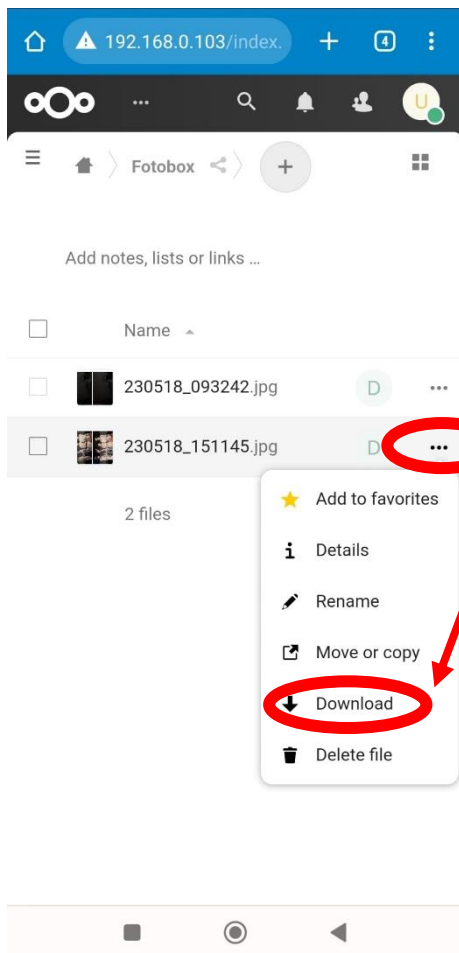 192.168.0.103/index.
4
U
Fotobox
Add notes, lists or links ...
Name
230518_093242.jpg
D
230518_151145.jpg
D
2 files
Add to favorites
Details
Rename
Move or copy
Download
Delete file